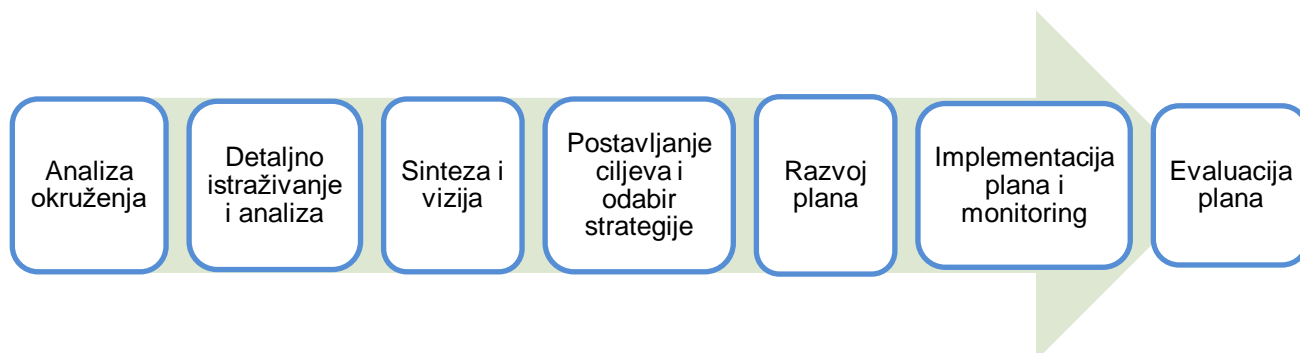 Analiza
okruženja
Detaljno
istraživanje
i analiza
Sinteza i
vizija
Postavljanje
ciljeva i
odabir
strategije
Razvoj
plana
Implementacija
plana i
monitoring
Evaluacija
plana